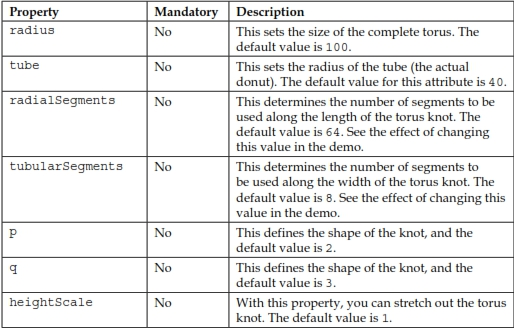 Property Mandatory Description
radius No This sets the size of the complete torus. The
default value is 100.
tube No This sets the radius of the tube (the actual
donut). The default value for this attribute is 40.
radialSegments No This determines the number of segments to be
used along the length of the torus knot. The
default value is 64. See the effect of changing
this value in the demo.
tubularSegments No This determines the number of segments to
be used along the width of the torus knot. The
default value is 8. See the effect of changing this
value in the demo.
p No This defines the shape of the knot, and the
default value is 2.
q No This defines the shape of the knot, and the
default value is 3.
heightScale No With this property, you can stretch out the torus
knot. The default value is 1.